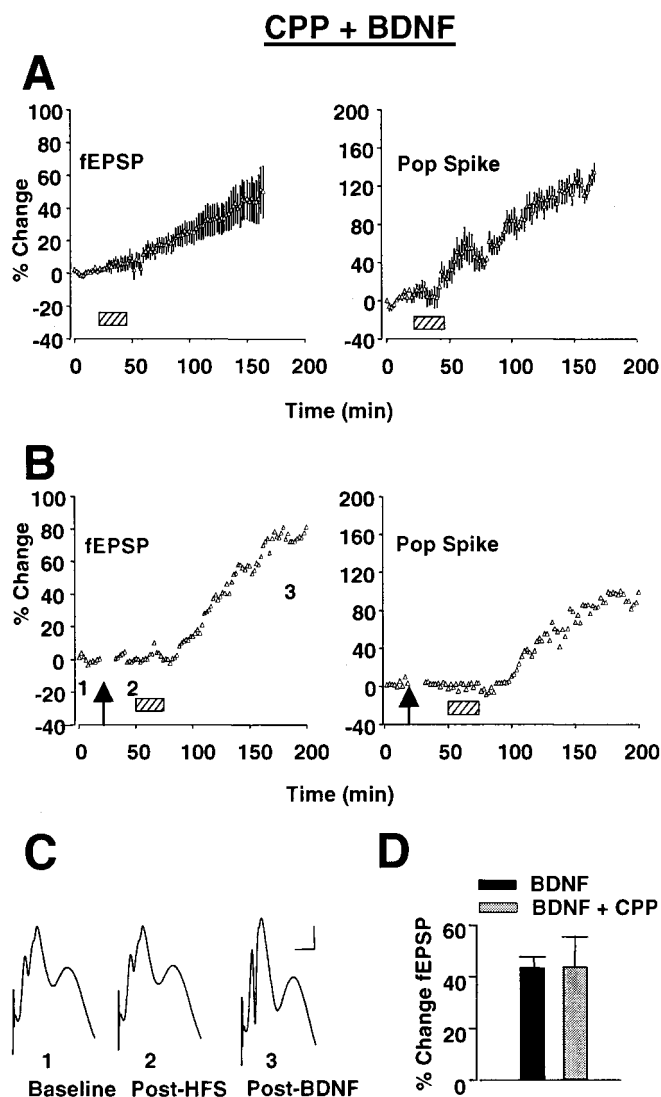 CPP + BDNF
A
100
80
60
40
20
0
-20
-40
% Change
fEPSP
0 50 100 150 200
200
160
120
80
40
0
-40
Pop Spike
0 50 100 150 200
Time (min)
B
100
80
60
40
20
0
-20
-40
% Change
fEPSP
1
2
3
0 50 100 150 200
200
160
120
80
40
0
-40
Pop Spike
0 50 100 150 200
Time (min)
C
1 2 3
Baseline Post-HFS Post-BDNF
D
BDNF
BDNF + CPP
% Change fEPSP
60
40
20
0